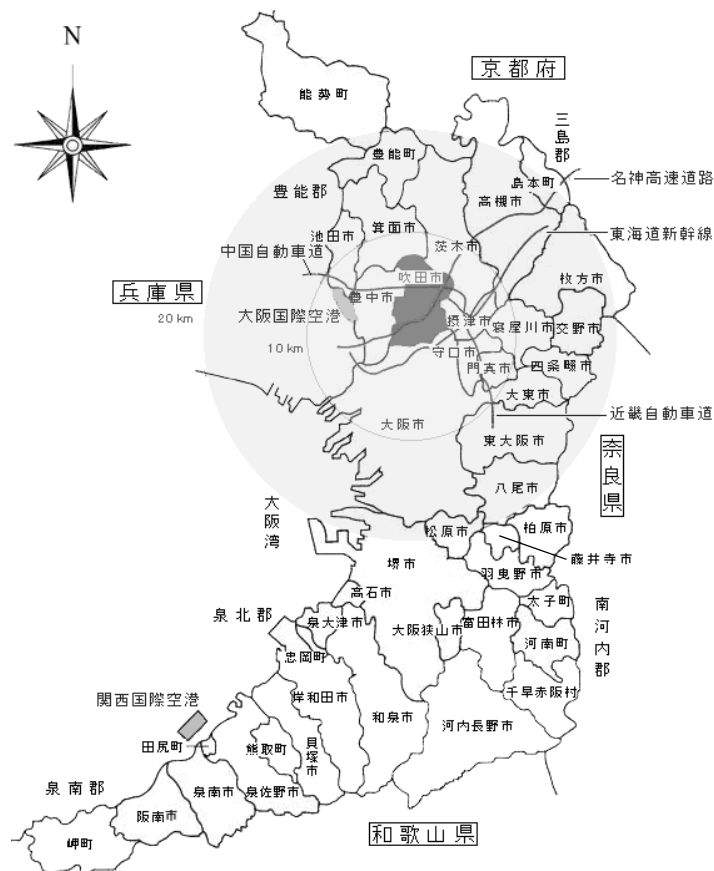 N
京都府
能勢町
三島郡
豊能町
島本町
名神高速道路
豊能郡
高槻市
箕面市
池田市
茨木市
東海道新幹線
中国自動車道
吹田市
枚方市
兵庫県
豊中市
20km
大阪国際空港
摂津市
寝屋川市
交野市
10km
守口市
門真市
四条畷市
大東市
近畿自動車道
大阪市
東大阪市
奈良県
八尾市
大阪湾
松原市
柏原市
堺市
藤井寺市
羽曳野市
高石市
太子町
南河内郡
泉北郡
泉大津市
大阪狭山市
富田林市
河南町
忠岡町
千早赤阪村
関西国際空港
岸和田市
和泉市
河内長野市
田尻町
熊取町
貝塚市
泉南郡
泉南市
泉佐野市
阪南市
岬町
和歌山県